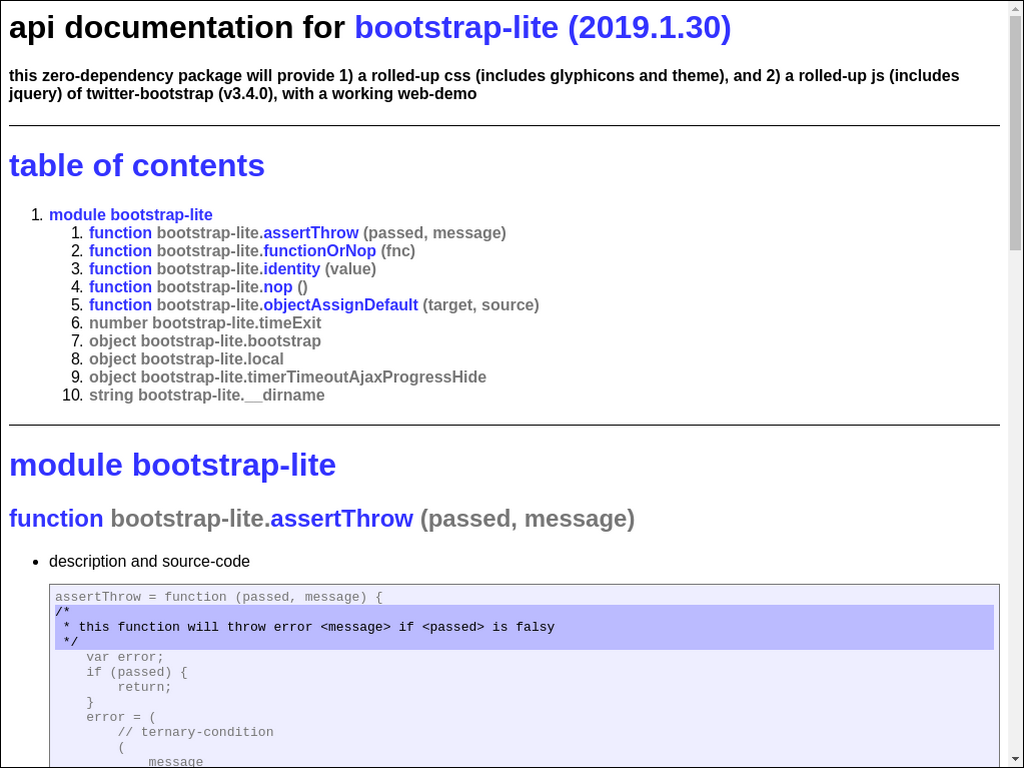 api documentation for bootstrap-lite (2019.1.30)
this zero-dependency package will provide 1) a rolled-up css (includes glyphicons and theme), and 2) a rolled-up js (includes
jquery) of twitter-bootstrap (v3.4.0), with a working web-demo
table of contents
1. module bootstrap-lite
1. function bootstrap-lite.assertThrow (passed, message)
2. function bootstrap-lite.functionOrNop (fnc)
3. function bootstrap-lite.identity (value)
4. function bootstrap-lite.nop ()
5. function bootstrap-lite.objectAssignDefault (target, source)
6. number bootstrap-lite.timeExit
7. object bootstrap-lite.bootstrap
8. object bootstrap-lite.local
9. object bootstrap-lite.timerTimeoutAjaxProgressHide
10. string bootstrap-lite.__dirname
module bootstrap-lite
function bootstrap-lite.assertThrow (passed, message)
• description and source-code
assertThrow = function (passed, message) {
/*
 * this function will throw error <message> if <passed> is falsy
 */
    var error;
    if (passed) {
        return;
    }
    error = (
        // ternary-condition
        (
            message